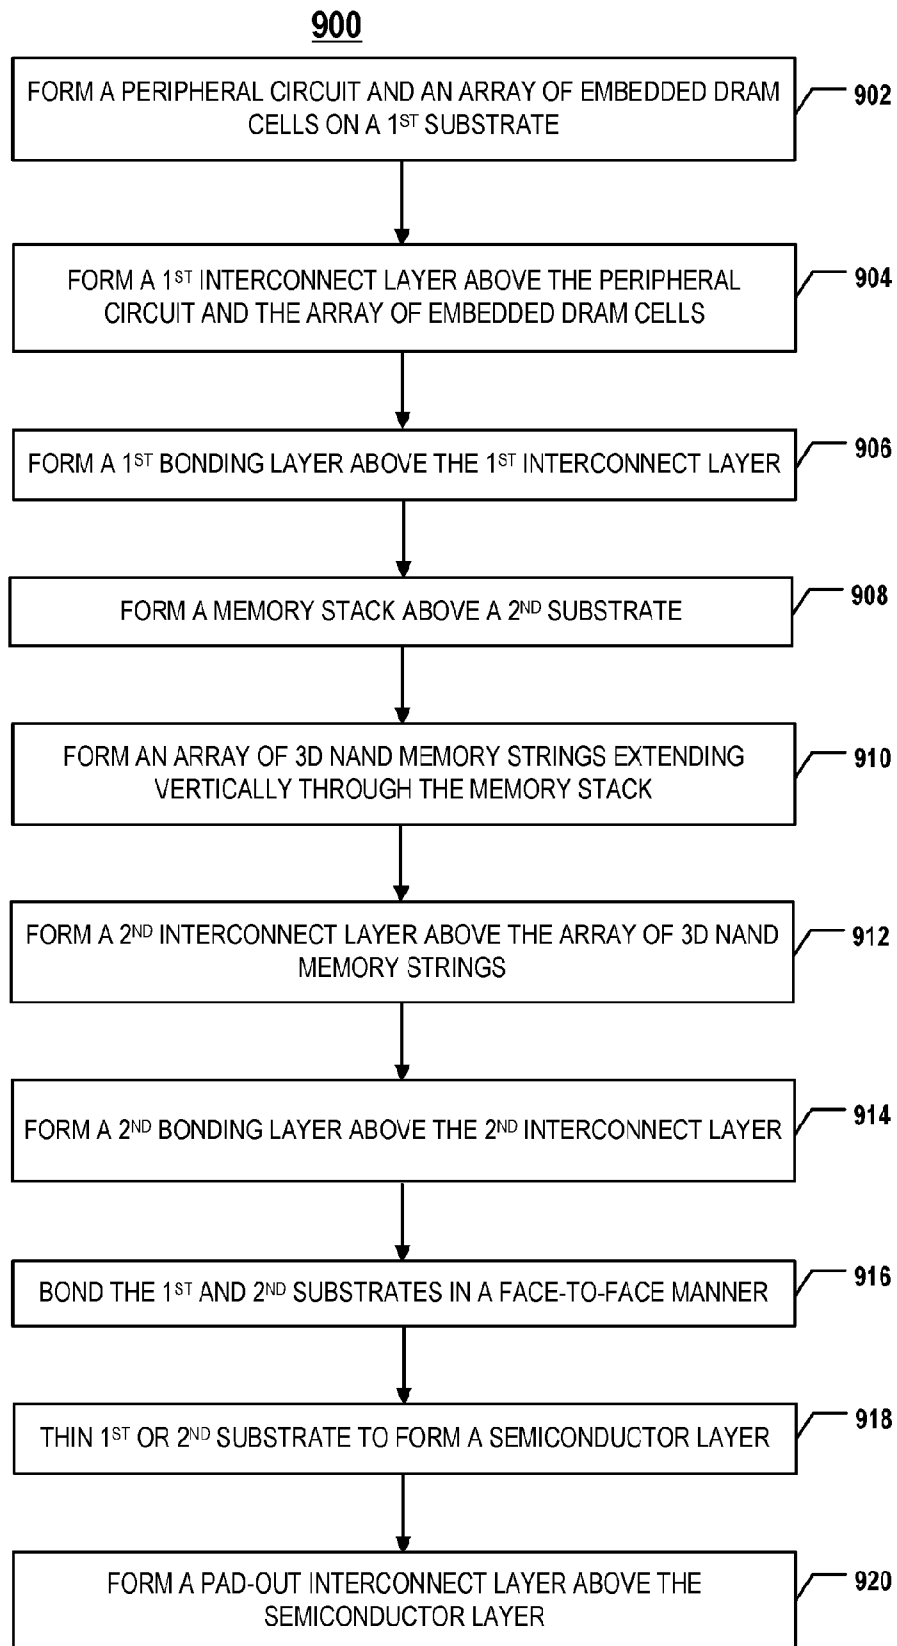 900
FORM A PERIPHERAL CIRCUIT AND AN ARRAY OF EMBEDDED DRAM
CELLS ON A 1ST SUBSTRATE
902
FORM A 1ST INTERCONNECT LAYER ABOVE THE PERIPHERAL
CIRCUIT AND THE ARRAY OF EMBEDDED DRAM CELLS
904
FORM A 1ST BONDING LAYER ABOVE THE 1ST INTERCONNECT LAYER
906
FORM A MEMORY STACK ABOVE A 2ND SUBSTRATE
908
FORM AN ARRAY OF 3D NAND MEMORY STRINGS EXTENDING
VERTICALLY THROUGH THE MEMORY STACK
910
FORM A 2ND INTERCONNECT LAYER ABOVE THE ARRAY OF 3D NAND
MEMORY STRINGS
912
FORM A 2ND BONDING LAYER ABOVE THE 2ND INTERCONNECT LAYER
914
BOND THE 1ST AND 2ND SUBSTRATES IN A FACE-TO-FACE MANNER
916
THIN 1ST OR 2ND SUBSTRATE TO FORM A SEMICONDUCTOR LAYER
918
FORM A PAD-OUT INTERCONNECT LAYER ABOVE THE
SEMICONDUCTOR LAYER
920